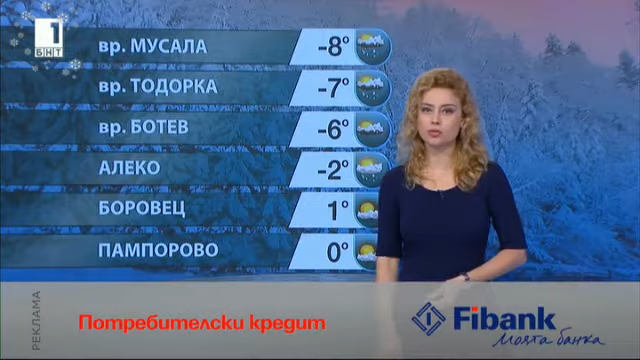 1
БНТ
вр. МУСАЛА -8°
вр. ТОДОРКА -7°
вр. БОТЕВ -6°
АЛЕКО -2°
БОРОВЕЦ 1°
ПАМПОРОВО 0°
РЕКЛАМА
Потребителски кредит
Fibank
Моята банка